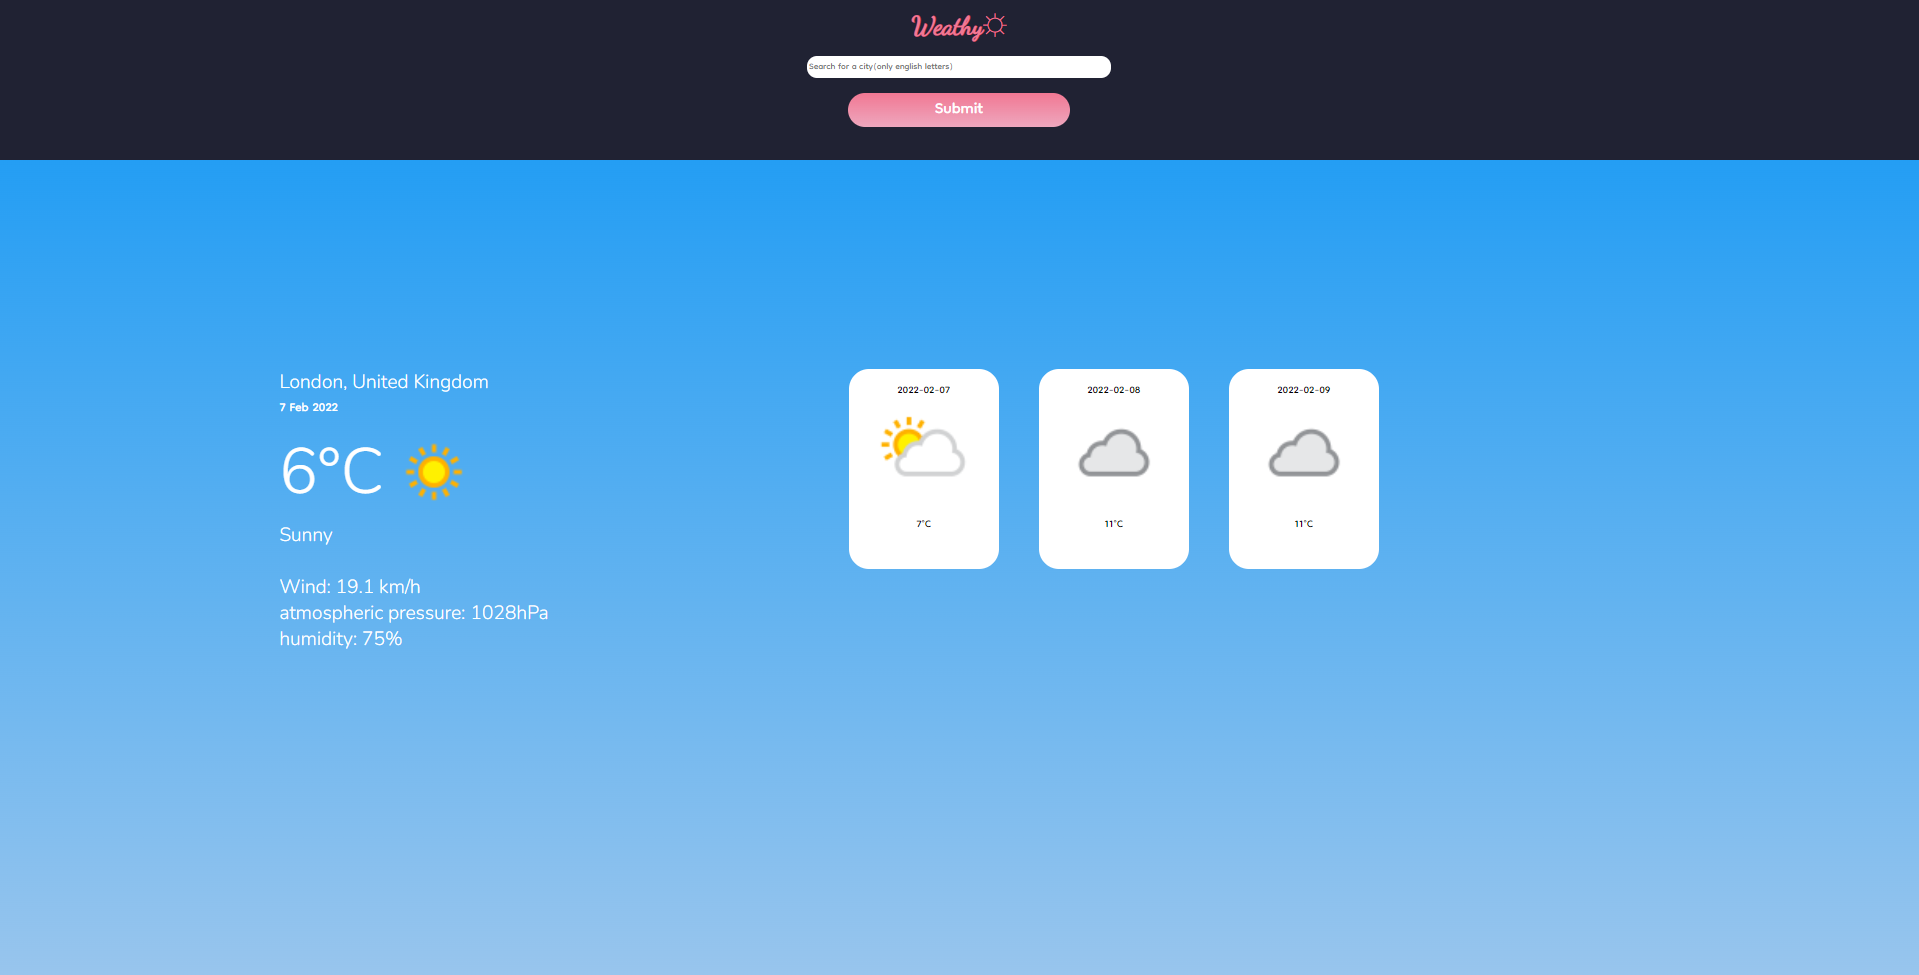 Weathy
Search for a city(only english letters)
Submit
London, United Kingdom
7 Feb 2022
6°C
Sunny
Wind: 19.1 km/h
atmospheric pressure: 1028hPa
humidity: 75%
2022-02-07
7°C
2022-02-08
11°C
2022-02-09
11°C